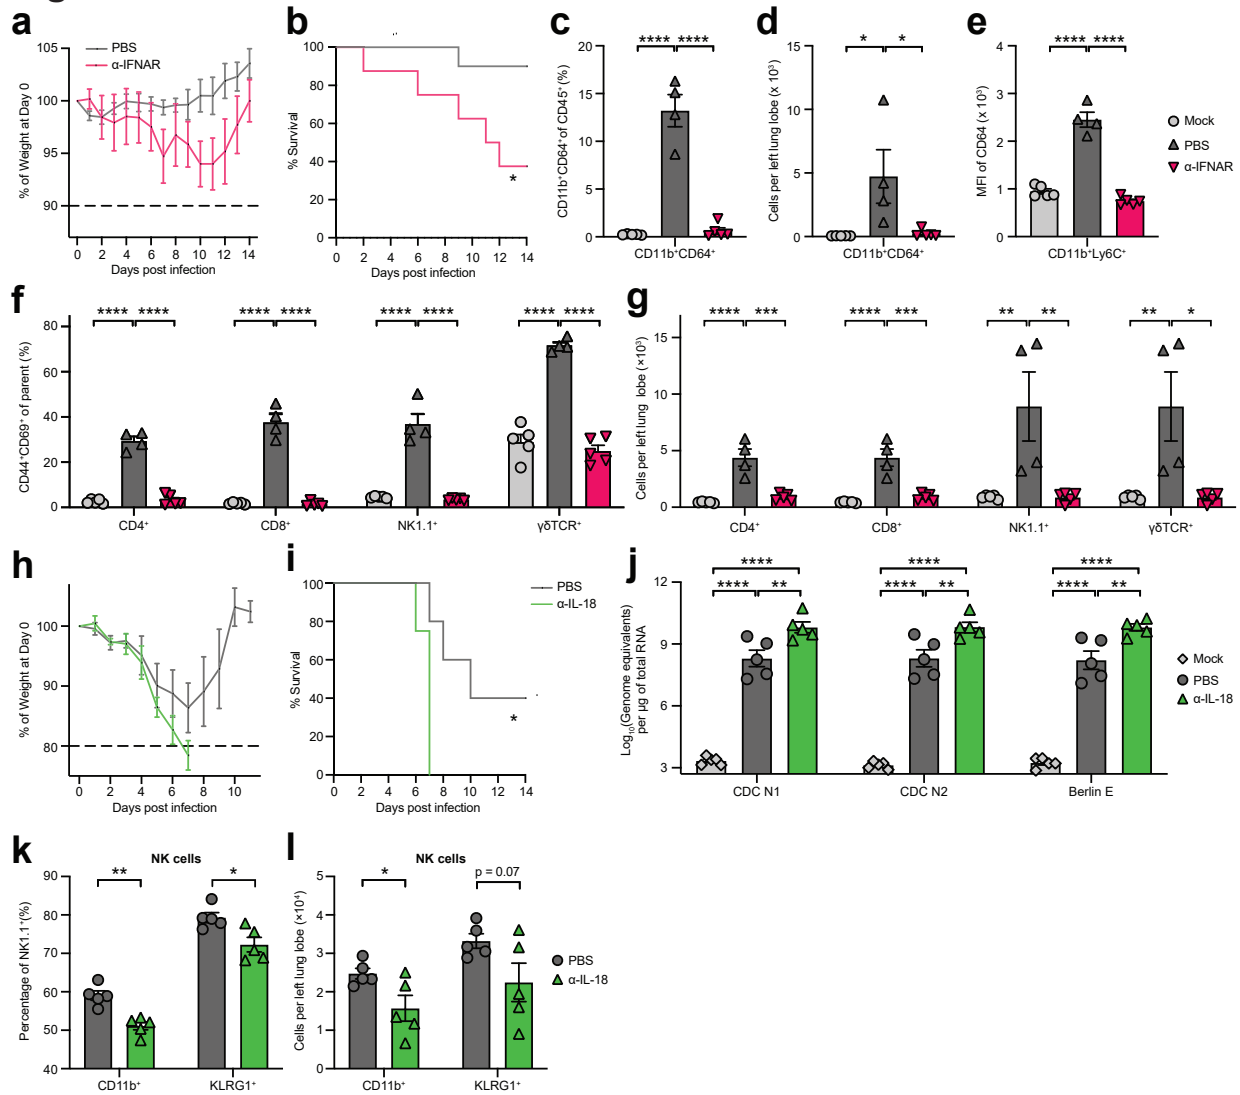 a
105
100
95
90
% of Weight at Day 0
PBS
α-IFNAR
0 2 4 6 8 10 12 14
Days post infection
b
100
80
60
40
20
0
% Survival
*
0 2 4 6 8 10 12 14
Days post infection
c
20
15
10
5
0
CD11b⁺CD64⁺of CD45⁺(%)
**** ****
CD11b⁺CD64⁺
d
15
10
5
0
Cells per left lung lobe (x 10³)
* *
CD11b⁺CD64⁺
e
4
3
2
1
0
MFI of CD64 (x 10³)
**** ****
CD11b⁺Ly6C⁺
Mock
PBS
α-IFNAR
f
80
60
40
20
0
CD44⁺CD69⁺ of parent (%)
**** **** **** **** **** **** **** ****
CD4⁺ CD8⁺ NK1.1⁺ γδTCR⁺
g
15
10
5
0
Cells per left lung lobe (×10³)
**** *** **** *** ** ** ** *
CD4⁺ CD8⁺ NK1.1⁺ γδTCR⁺
h
100
90
80
% of Weight at Day 0
0 2 4 6 8 10
Days post infection
i
100
80
60
40
20
0
% Survival
PBS
α-IL-18
*
0 2 4 6 8 10 12 14
Days post infection
j
12
9
6
3
Log₁₀(Genome equivalents)
per µg of total RNA
**** **** ****
**** ** **** ** **** **
CDC N1 CDC N2 Berlin E
Mock
PBS
α-IL-18
k
NK cells
90
80
70
60
50
40
Percentage of NK1.1⁺(%)
** *
CD11b⁺ KLRG1⁺
l
NK cells
5
4
3
2
1
0
Cells per left lung lobe (×10⁴)
* p = 0.07
CD11b⁺ KLRG1⁺
PBS
α-IL-18